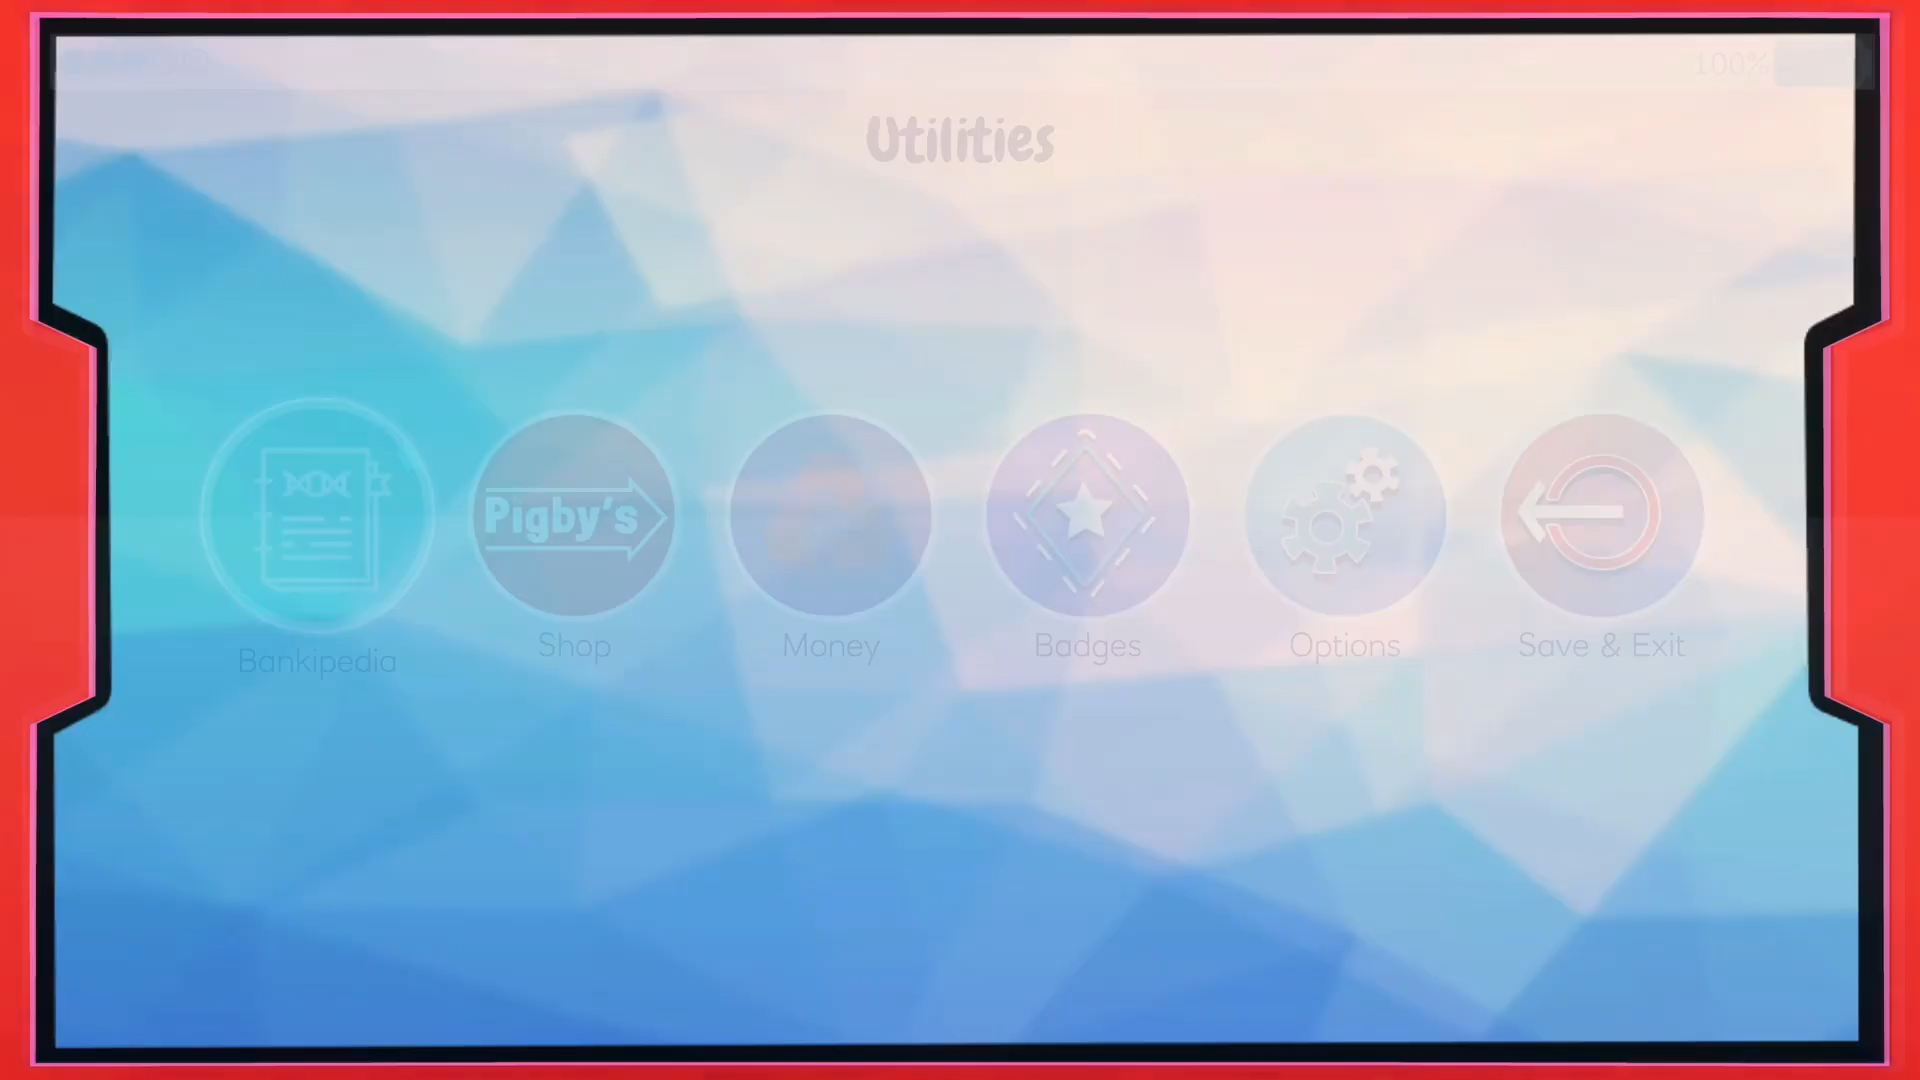 100%
Utilities
Pigby's
Bankipedia
Shop
Money
Badges
Options
Save & Exit